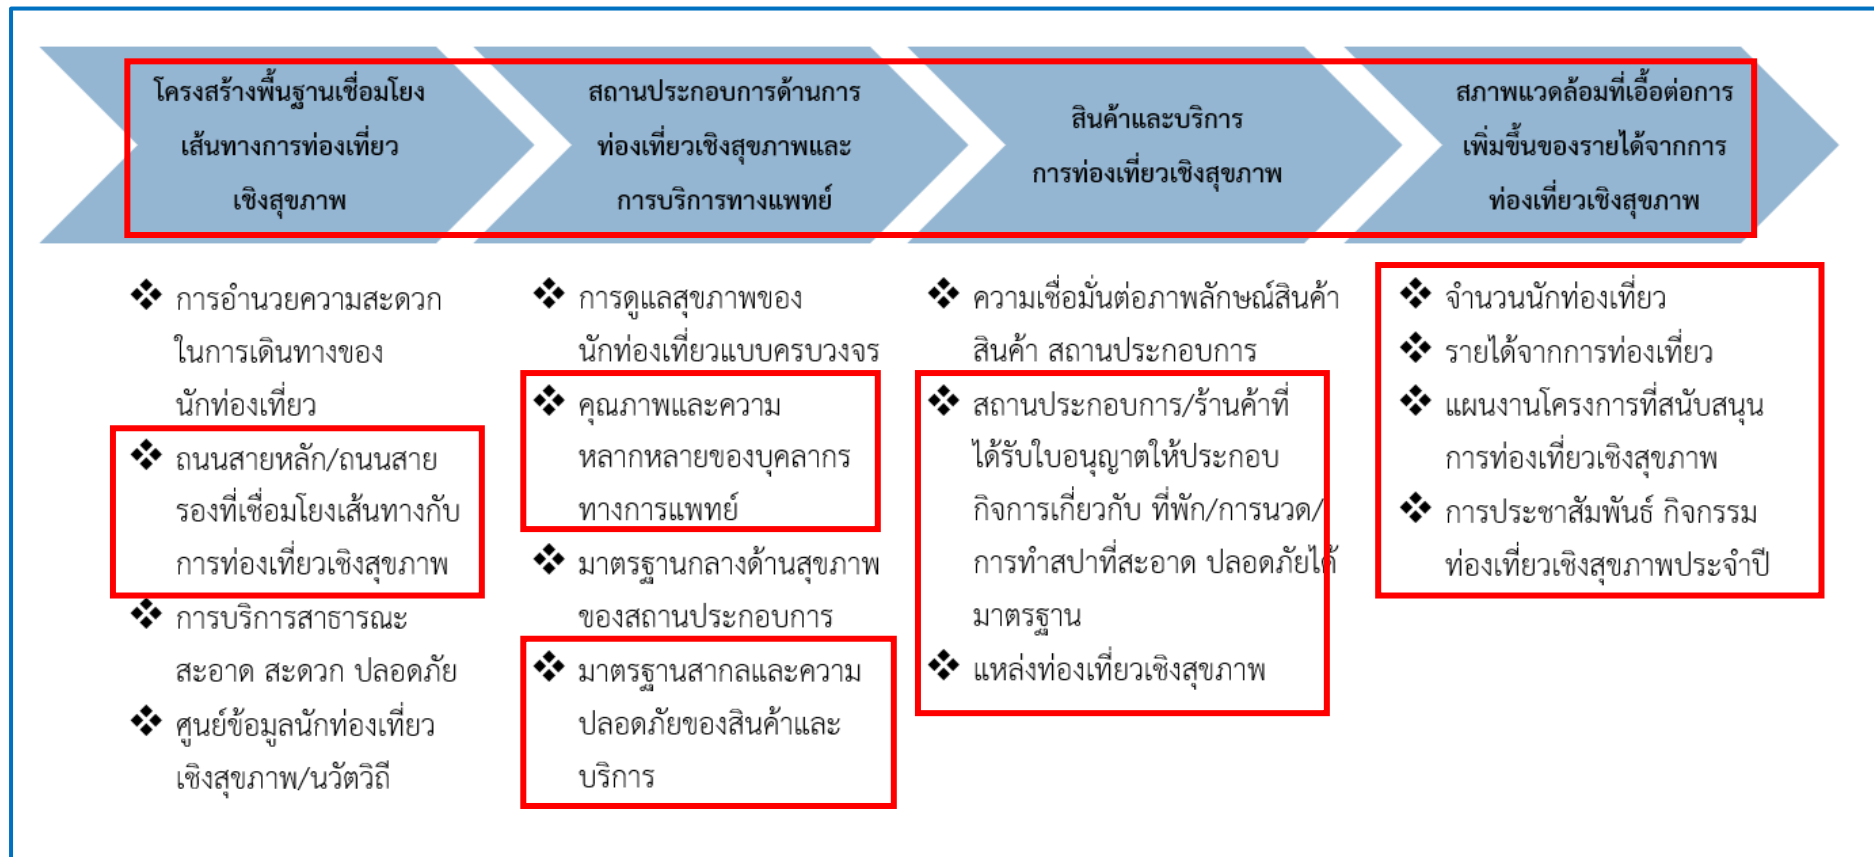 โครงสร้างพื้นฐานเชื่อมโยง
เส้นทางการท่องเที่ยว
เชิงสุขภาพ
สถานประกอบการด้านการ
ท่องเที่ยวเชิงสุขภาพและ
การบริการทางแพทย์
สินค้าและบริการ
การท่องเที่ยวเชิงสุขภาพ
สภาพแวดล้อมที่เอื้อต่อการ
เพิ่มขึ้นของรายได้จากการ
ท่องเที่ยวเชิงสุขภาพ
❖ การอำนวยความสะดวก
ในการเดินทางของ
นักท่องเที่ยว
❖ ถนนสายหลัก/ถนนสาย
รองที่เชื่อมโยงเส้นทางกับ
การท่องเที่ยวเชิงสุขภาพ
❖ การบริการสาธารณะ
สะอาด สะดวก ปลอดภัย
❖ ศูนย์ข้อมูลนักท่องเที่ยว
เชิงสุขภาพ/นวัตวิถี
❖ การดูแลสุขภาพของ
นักท่องเที่ยวแบบครบวงจร
❖ คุณภาพและความ
หลากหลายของบุคลากร
ทางการแพทย์
❖ มาตรฐานกลางด้านสุขภาพ
ของสถานประกอบการ
❖ มาตรฐานสากลและความ
ปลอดภัยของสินค้าและ
บริการ
❖ ความเชื่อมั่นต่อภาพลักษณ์สินค้า
สินค้า สถานประกอบการ
❖ สถานประกอบการ/ร้านค้าที่
ได้รับใบอนุญาตให้ประกอบ
กิจการเกี่ยวกับ ที่พัก/การนวด/
การทำสปาที่สะอาด ปลอดภัยได้
มาตรฐาน
❖ แหล่งท่องเที่ยวเชิงสุขภาพ
❖ จำนวนนักท่องเที่ยว
❖ รายได้จากการท่องเที่ยว
❖ แผนงานโครงการที่สนับสนุน
การท่องเที่ยวเชิงสุขภาพ
❖ การประชาสัมพันธ์ กิจกรรม
ท่องเที่ยวเชิงสุขภาพประจำปี